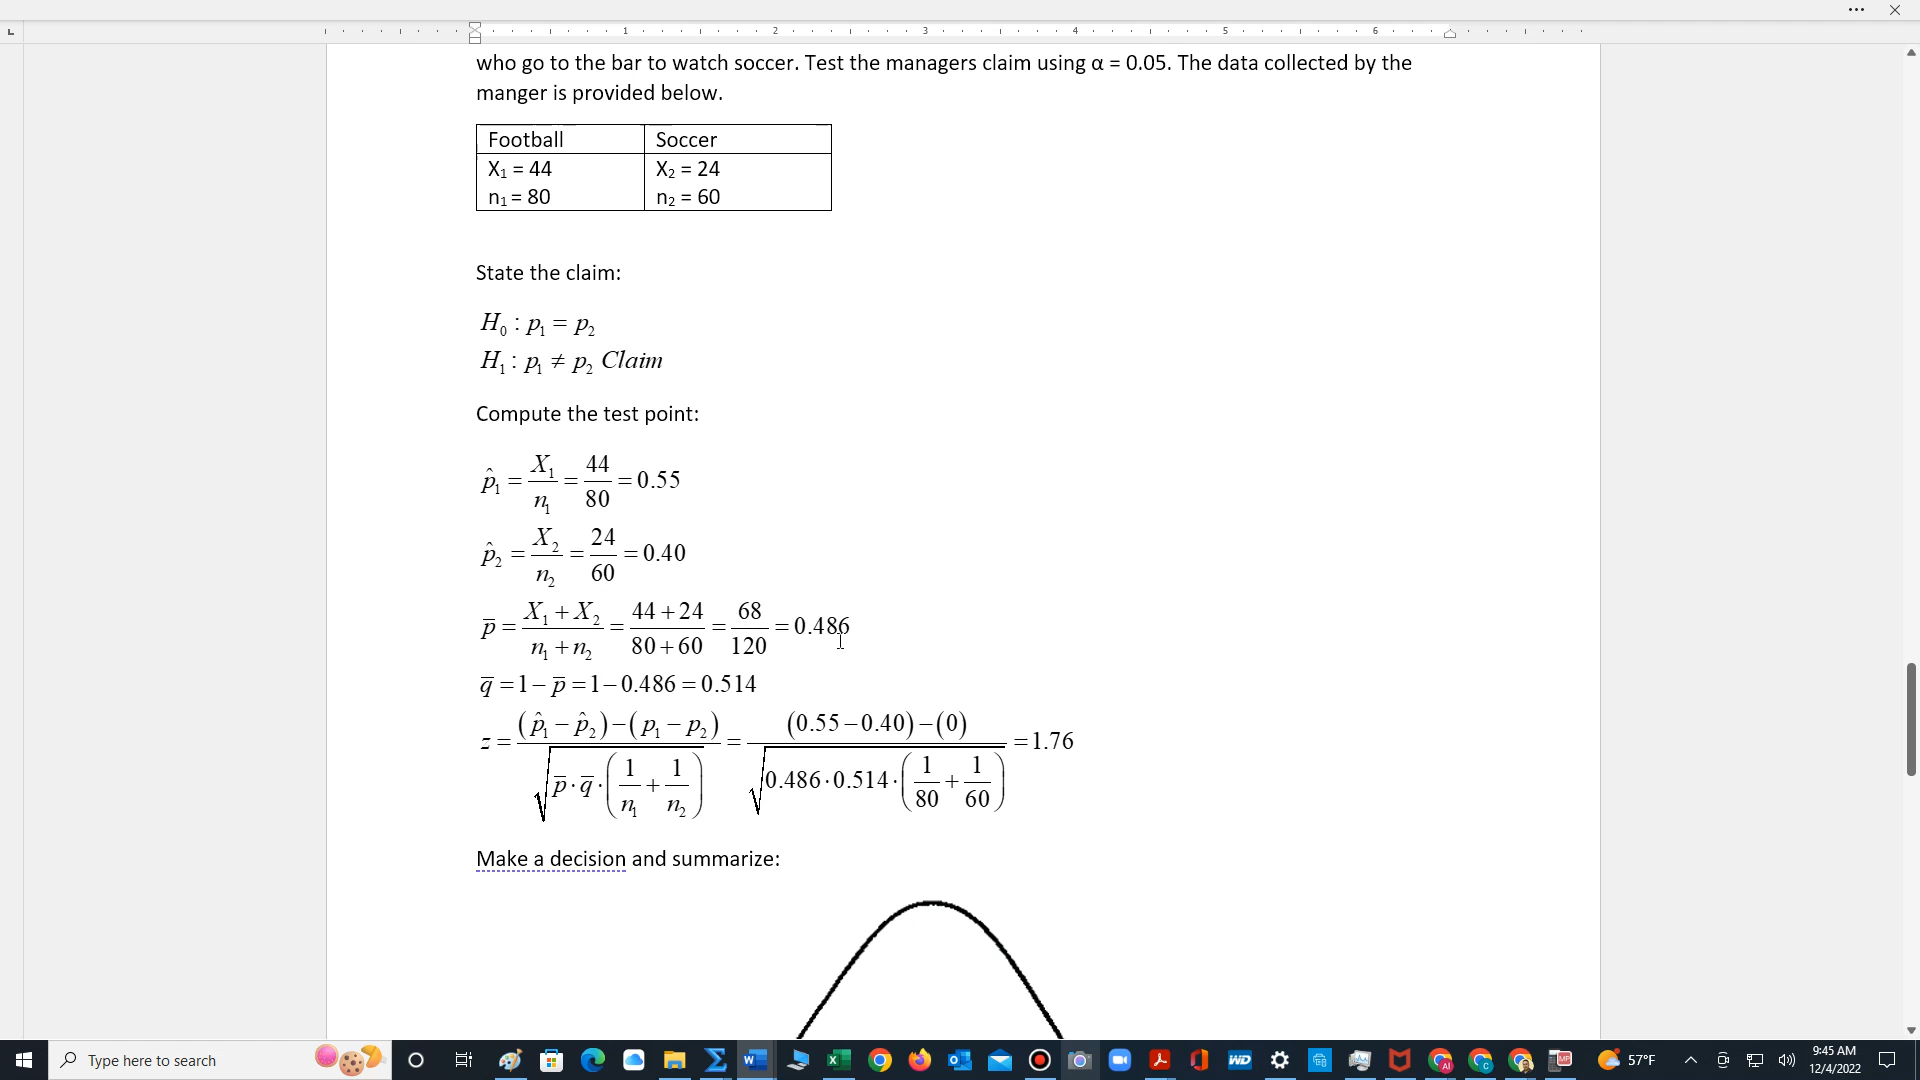 1 2 3 4 5 6
who go to the bar to watch soccer. Test the managers claim using α = 0.05. The data collected by the
manger is provided below.
Football Soccer
X₁ = 44 X₂ = 24
n₁ = 80 n₂ = 60
State the claim:
H₀ : p₁ = p₂
H₁ : p₁ ≠ p₂ Claim
Compute the test point:
p̂₁ = X₁/n₁ = 44/80 = 0.55
p̂₂ = X₂/n₂ = 24/60 = 0.40
p̄ = (X₁ + X₂)/(n₁ + n₂) = (44 + 24)/(80 + 60) = 68/120 = 0.486
q̄ = 1 − p̄ = 1 − 0.486 = 0.514
z = ((p̂₁ − p̂₂) − (p₁ − p₂))/√(p̄ · q̄ · (1/n₁ + 1/n₂)) = ((0.55 − 0.40) − (0))/√(0.486 · 0.514 · (1/80 + 1/60)) = 1.76
Make a decision and summarize:
Type here to search
57°F
9:45 AM
12/4/2022